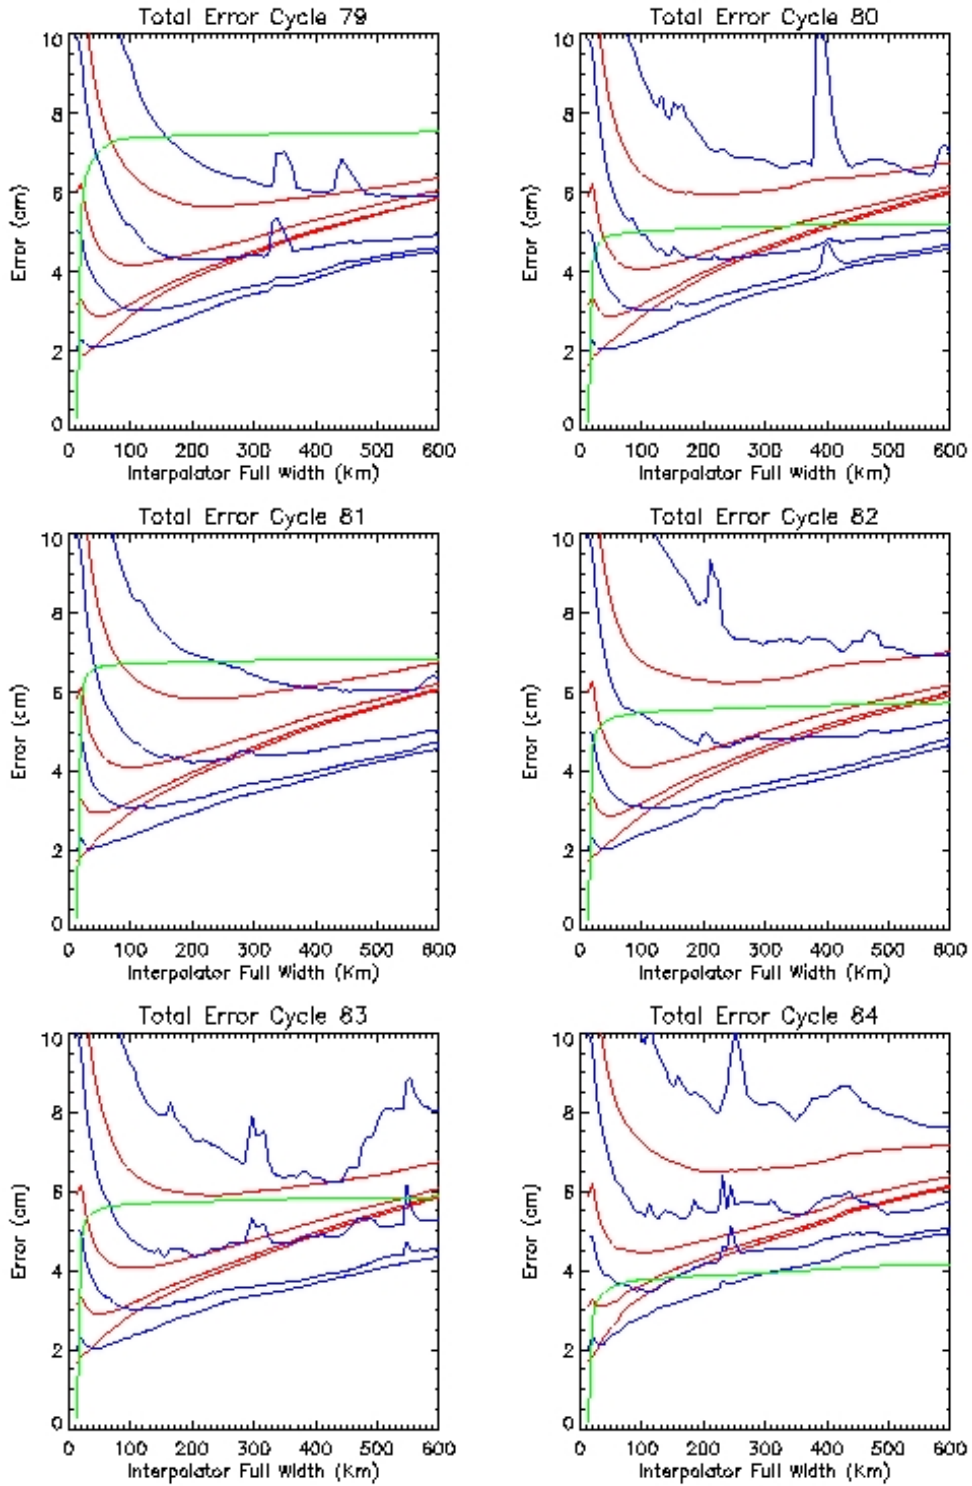 Total Error Cycle 79
Total Error Cycle 80
10
8
6
4
2
0
Error (cm)
0 100 200 300 400 500 600
Interpolator Full Width (Km)
10
8
6
4
2
0
Error (cm)
0 100 200 300 400 500 600
Interpolator Full Width (Km)
Total Error Cycle 81
Total Error Cycle 82
10
8
6
4
2
0
Error (cm)
0 100 200 300 400 500 600
Interpolator Full Width (Km)
10
8
6
4
2
0
Error (cm)
0 100 200 300 400 500 600
Interpolator Full Width (Km)
Total Error Cycle 83
Total Error Cycle 84
10
8
6
4
2
0
Error (cm)
0 100 200 300 400 500 600
Interpolator Full Width (Km)
10
8
6
4
2
0
Error (cm)
0 100 200 300 400 500 600
Interpolator Full Width (Km)